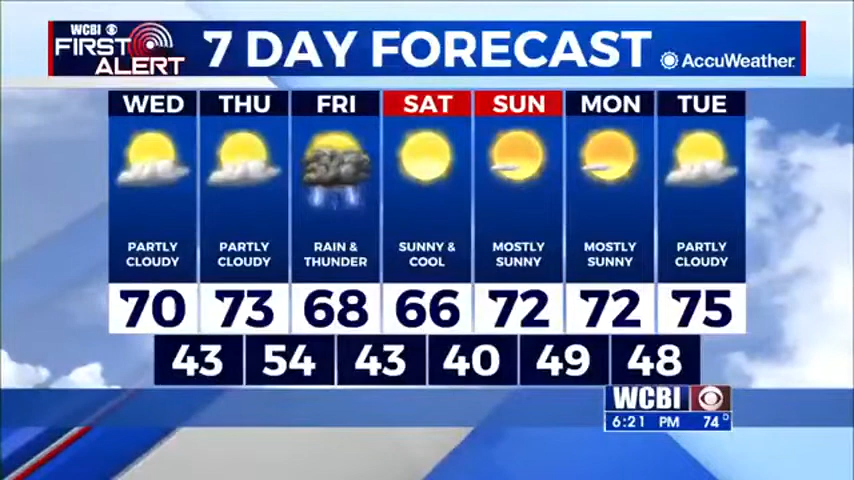 WCBI
FIRST
ALERT
7 DAY FORECAST
AccuWeather
WED THU FRI SAT SUN MON TUE
PARTLY CLOUDY
PARTLY CLOUDY
RAIN & THUNDER
SUNNY & COOL
MOSTLY SUNNY
MOSTLY SUNNY
PARTLY CLOUDY
70 73 68 66 72 72 75
43 54 43 40 49 48
WCBI
6:21 PM 74°